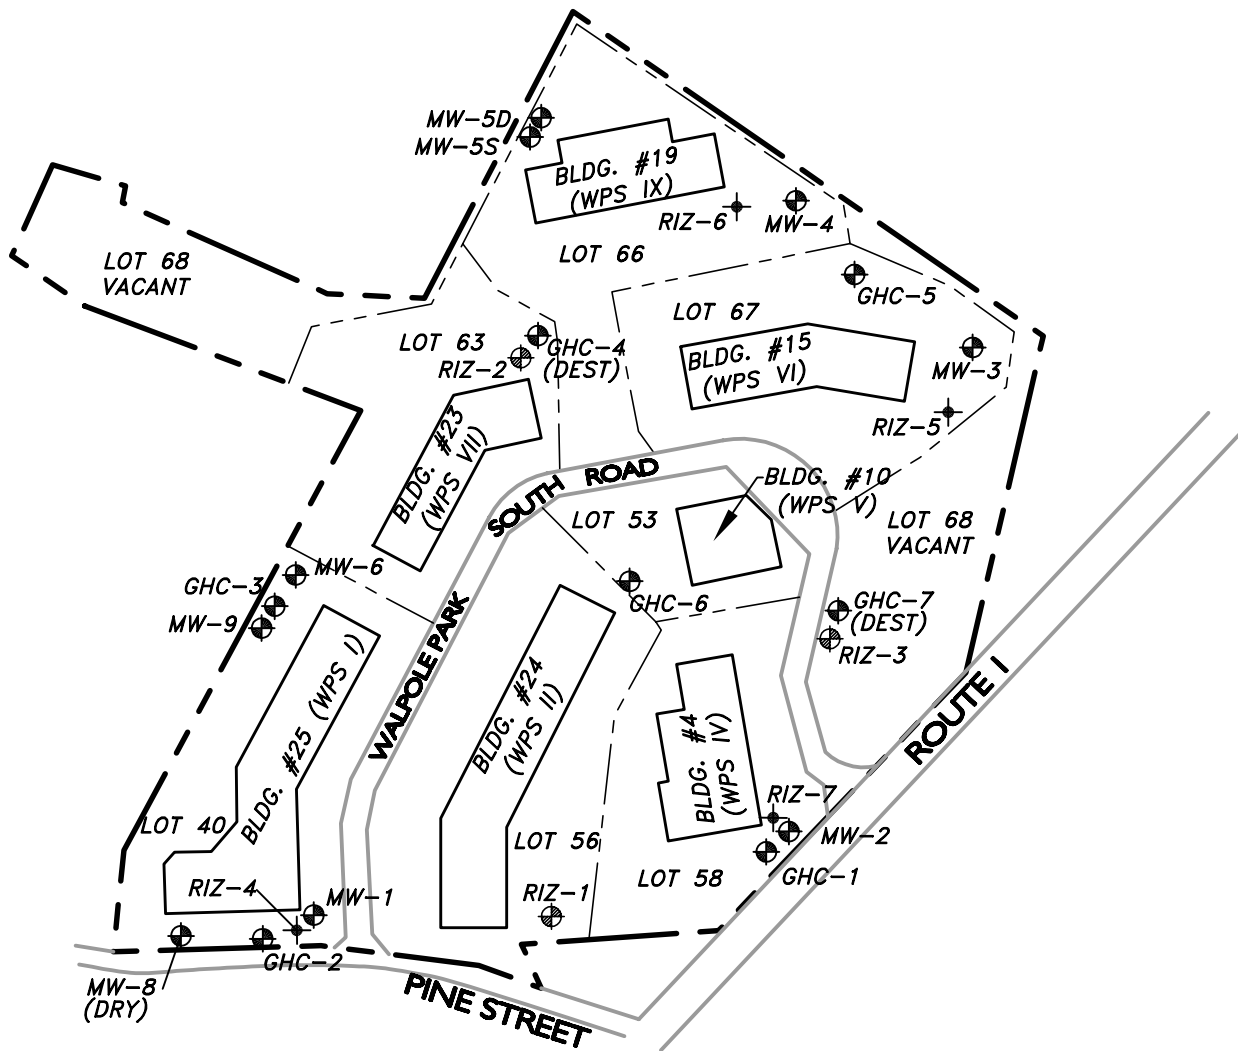 MW-5D
MW-5S
BLDG. #19
(WPS IX)
RIZ-6
MW-4
LOT 66
LOT 68
VACANT
GHC-5
LOT 67
LOT 63
GHC-4
(DEST)
RIZ-2
BLDG. #15
(WPS VI)
MW-3
RIZ-5
BLDG. #23
(WPS VII)
SOUTH ROAD
BLDG. #10
(WPS V)
LOT 53
LOT 68
VACANT
MW-6
GHC-3
MW-9
GHC-6
GHC-7
(DEST)
RIZ-3
WALPOLE PARK
BLDG. #25 (WPS I)
BLDG. #24
(WPS II)
BLDG. #4
(WPS IV)
ROUTE 1
RIZ-7
MW-2
GHC-1
LOT 40
LOT 56
LOT 58
RIZ-4
MW-1
RIZ-1
GHC-2
MW-8
(DRY)
PINE STREET